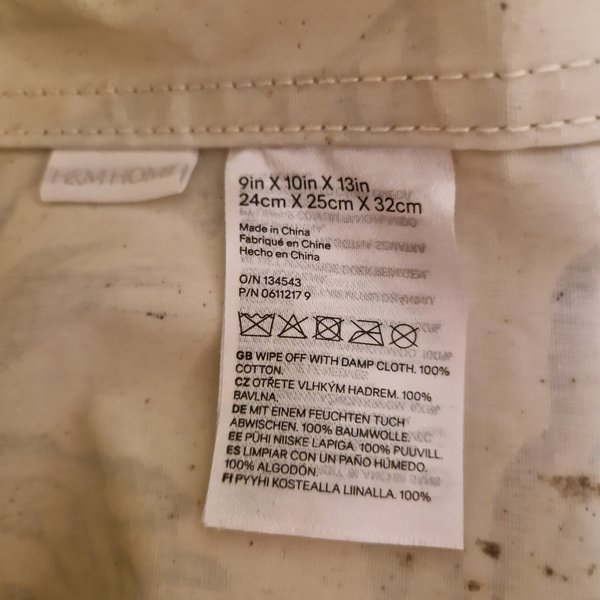 H&M HOME
9in X 10in X 13in
24cm X 25cm X 32cm
Made in China
Fabriqué en Chine
Hecho en China
O/N 134543
P/N 0611217 9
GB WIPE OFF WITH DAMP CLOTH. 100%
COTTON.
CZ OTŘETE VLHKÝM HADREM. 100%
BAVLNA.
DE MIT EINEM FEUCHTEN TUCH
ABWISCHEN. 100% BAUMWOLLE.
EE PÜHI NIISKE LAPIGA. 100% PUUVILL.
ES LIMPIAR CON UN PAÑO HÚMEDO.
100% ALGODÓN.
FI PYYHI KOSTEALLA LIINALLA. 100%